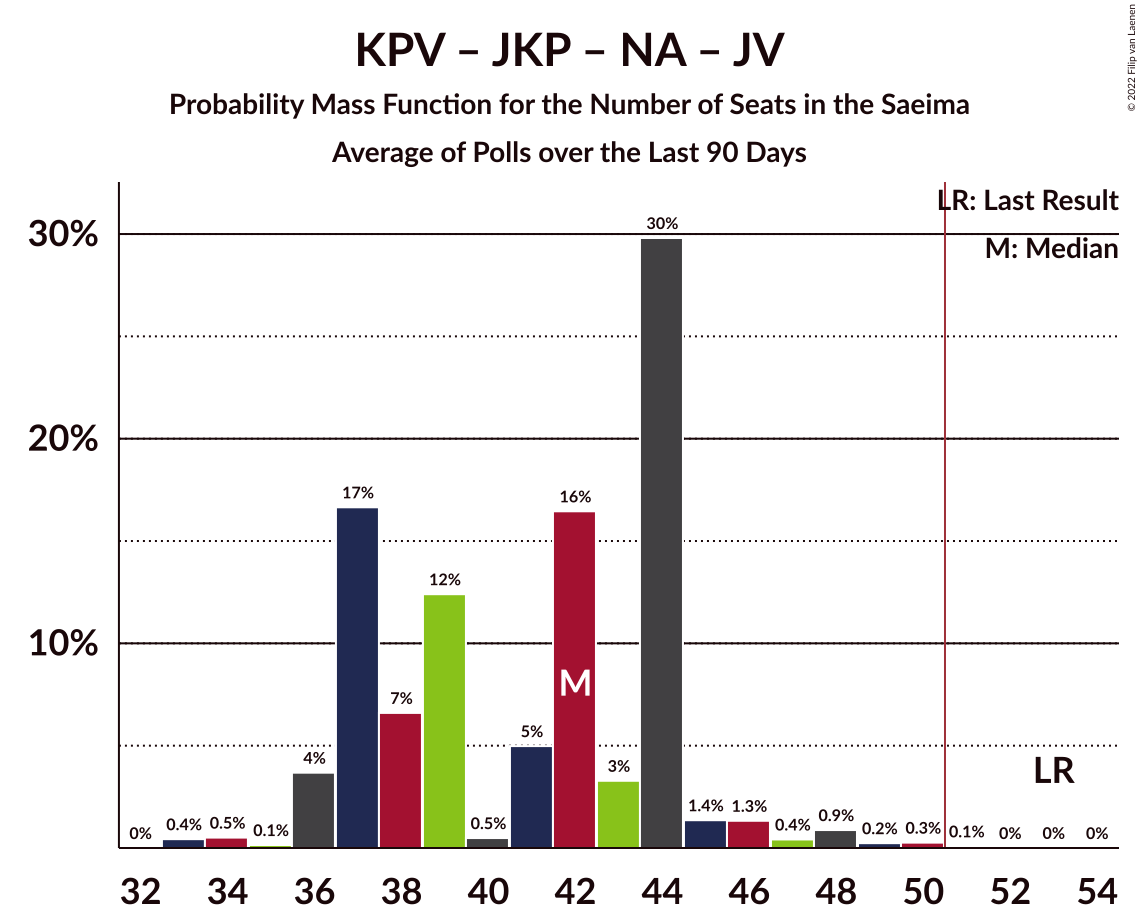 KPV – JKP – NA – JV
Probability Mass Function for the Number of Seats in the Saeima
Average of Polls over the Last 90 Days
© 2022 Filip van Laenen
LR: Last Result
M: Median
30%
20%
10%
0%
0.4%
0.5%
0.1%
4%
17%
7%
12%
0.5%
5%
16%
3%
30%
1.4%
1.3%
0.4%
0.9%
0.2%
0.3%
0.1%
0%
0%
0%
M
LR
32 34 36 38 40 42 44 46 48 50 52 54